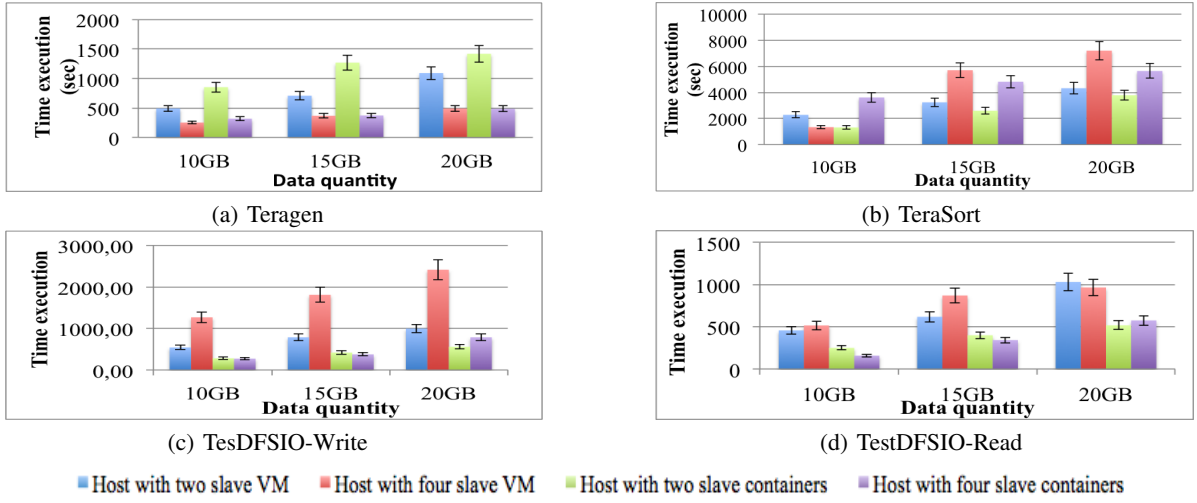 2000
1500
1000
500
0
Time execution
(sec)
10GB 15GB 20GB
Data quantity
(a) Teragen
10000
8000
6000
4000
2000
0
Time execution
(sec)
10GB 15GB 20GB
Data quantity
(b) TeraSort
3000,00
2000,00
1000,00
0,00
Time execution
10GB 15GB 20GB
Data quantity
(c) TesDFSIO-Write
1500
1000
500
0
Time execution
10GB 15GB 20GB
Data quantity
(d) TestDFSIO-Read
Host with two slave VM Host with four slave VM Host with two slave containers Host with four slave containers